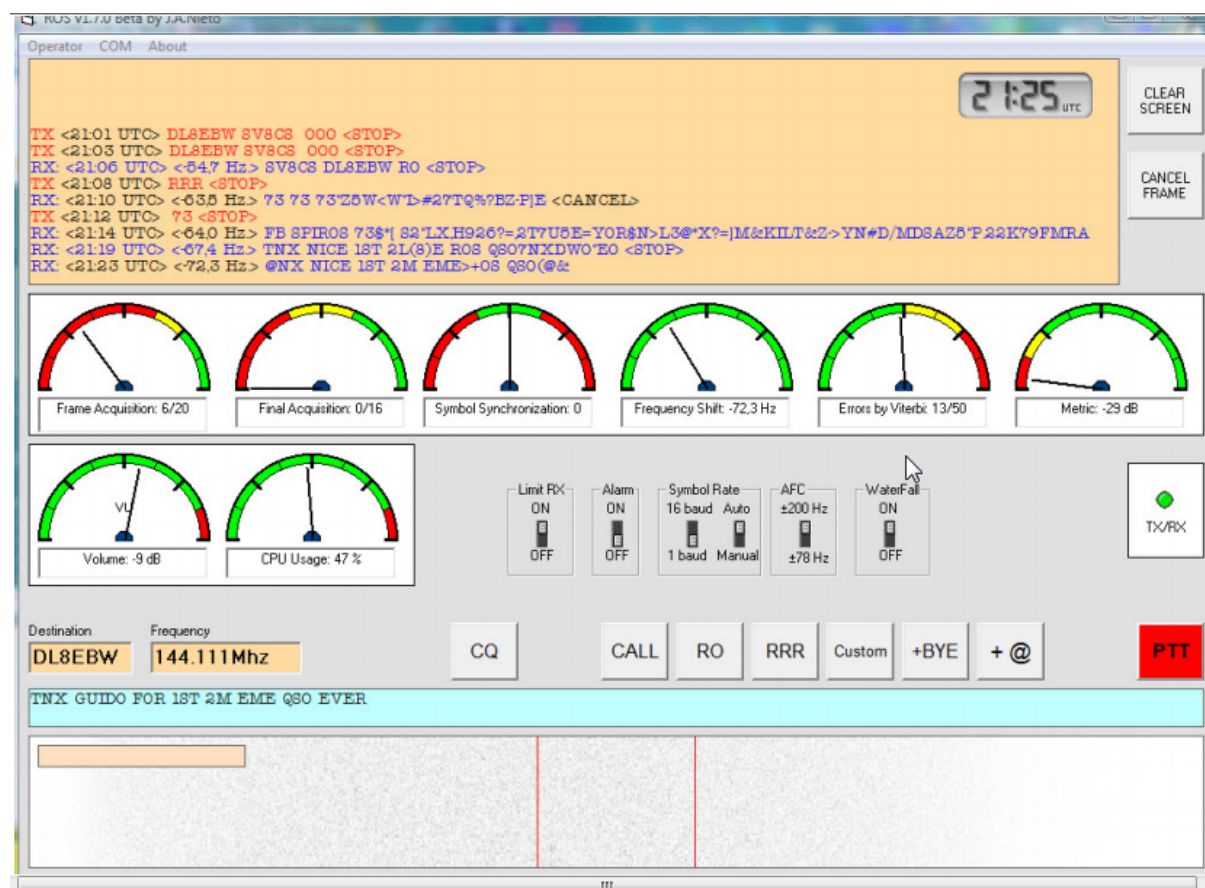 ROS V1.7.0 Beta by J.A.Nieto
Operator COM About
21:25 UTC
CLEAR SCREEN
CANCEL FRAME
TX <21:01 UTC> DL8EBW SV8CS OOO <STOP>
TX <21:03 UTC> DL8EBW SV8CS OOO <STOP>
RX: <21:06 UTC> <-54,7 Hz.> SV8CS DL8EBW RO <STOP>
TX <21:08 UTC> RRR <STOP>
RX: <21:10 UTC> <-63,5 Hz.> 73 73 73'Z5W<W'D>#27TQ%?BZ-P]E <CANCEL>
TX <21:12 UTC> 73 <STOP>
RX: <21:14 UTC> <-64,0 Hz.> FB SPIROS 73$*[ S2"LX.H926?=,2T7U5E=YOR$N>L3@*X?=]M&KILT&Z->YN#D/MDSAZ5"P.22K79FMRA
RX: <21:19 UTC> <-67,4 Hz.> TNX NICE 1ST 2L(8)E ROS QSO7NXDWO"EO <STOP>
RX: <21:23 UTC> <-72,3 Hz.> @NX NICE 1ST 2M EME>+OS QSO(@&
Frame Acquisition: 6/20
Final Acquisition: 0/16
Symbol Synchronization: 0
Frequency Shift: -72,3 Hz
Errors by Viterbi: 13/50
Metric: -29 dB
VU
Volume: -9 dB
CPU Usage: 47 %
Limit RX
ON
OFF
Alarm
ON
OFF
Symbol Rate
16 baud Auto
1 baud Manual
AFC
±200 Hz
±78 Hz
WaterFall
ON
OFF
TX/RX
Destination
DL8EBW
Frequency
144.111Mhz
CQ
CALL
RO
RRR
Custom
+BYE
+ @
PTT
TNX GUIDO FOR 1ST 2M EME QSO EVER